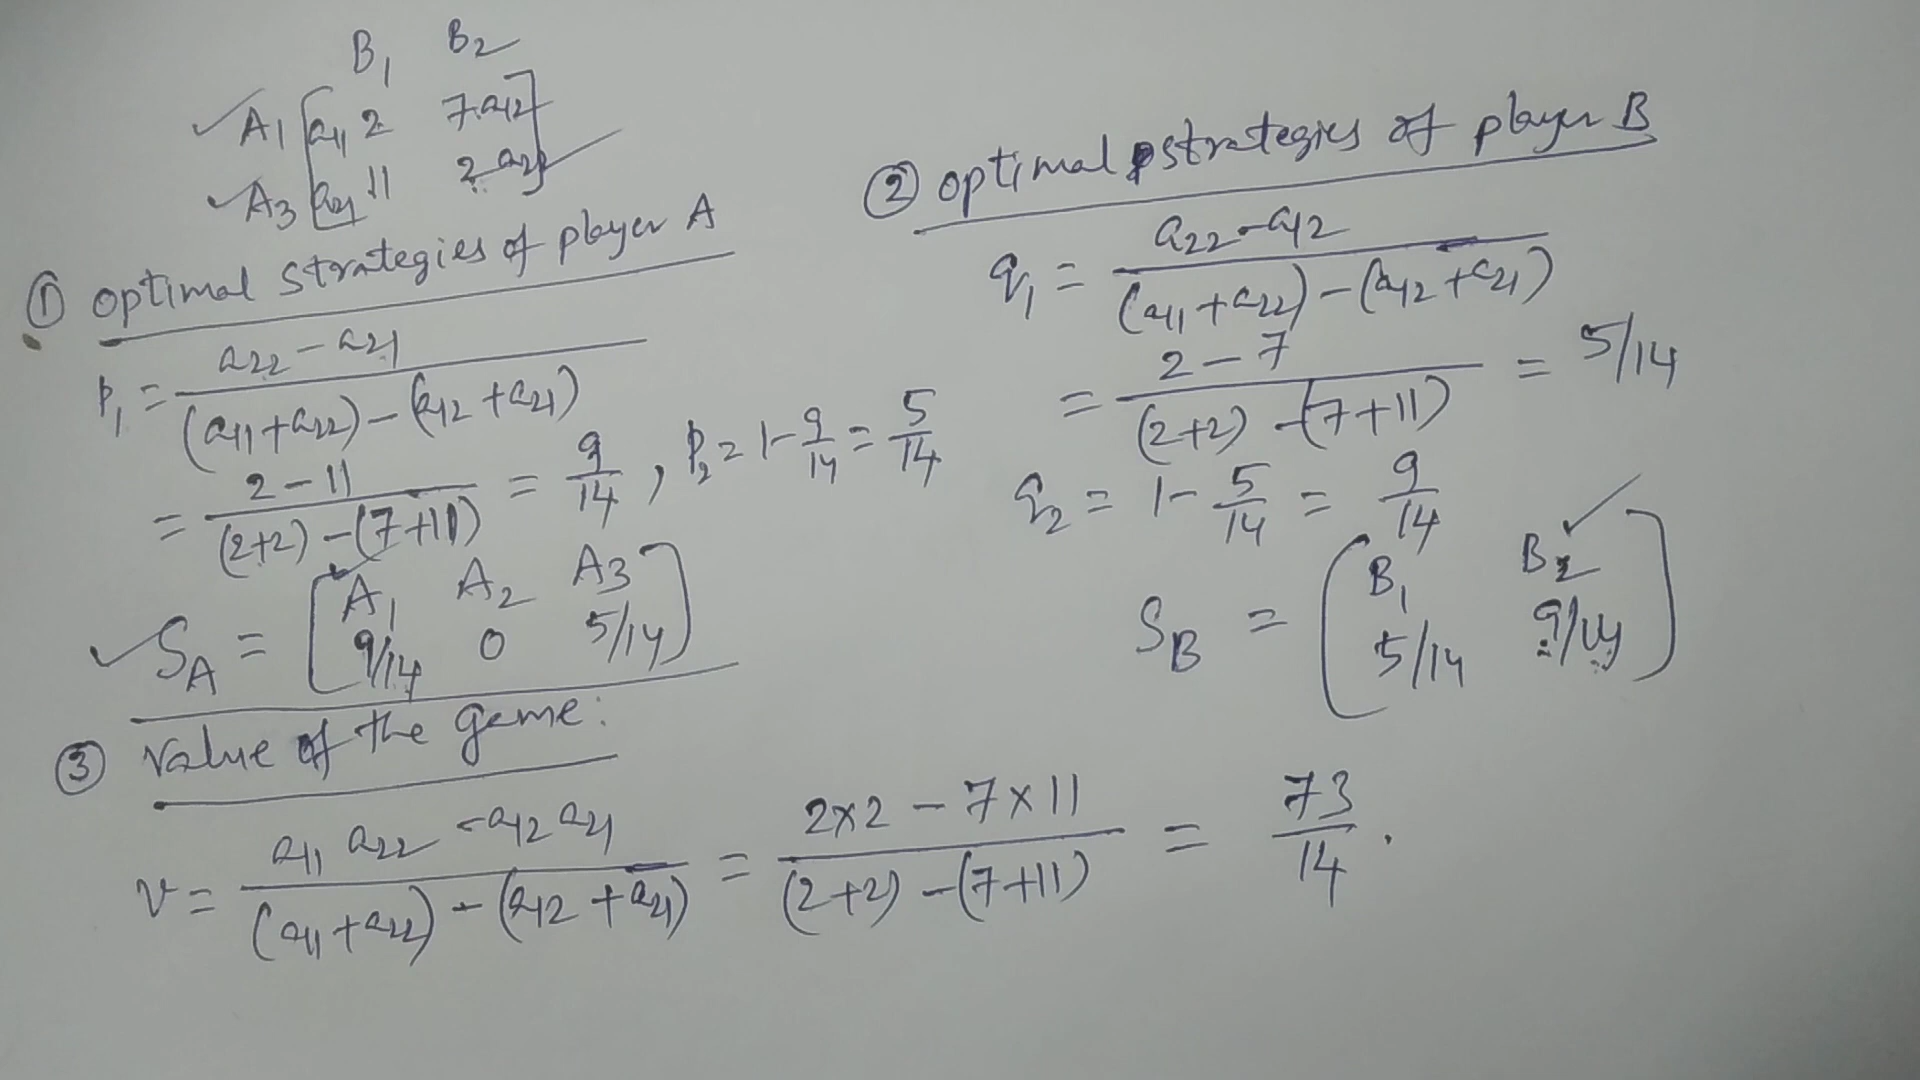 B1 B2
✓A1 [a11 2 7 a12]
✓A3 [a21 11 2 a22]
① optimal strategies of player A
p1 = a22 - a21 / (a11 + a22) - (a12 + a21)
= 2 - 11 / (2+2) - (7+11) = 9/14 , p2 = 1 - 9/14 = 5/14
A1 A2 A3
✓SA = [9/14 0 5/14]
② optimal strategies of player B
q1 = a22 - a12 / (a11 + a22) - (a12 + a21)
= 2 - 7 / (2+2) - (7+11) = 5/14
q2 = 1 - 5/14 = 9/14
B1 B2 ✓
SB = [5/14 9/14]
③ Value of the game:
v = a11 a22 - a12 a21 / (a11 + a22) - (a12 + a21) = 2x2 - 7x11 / (2+2) - (7+11) = 73/14 .